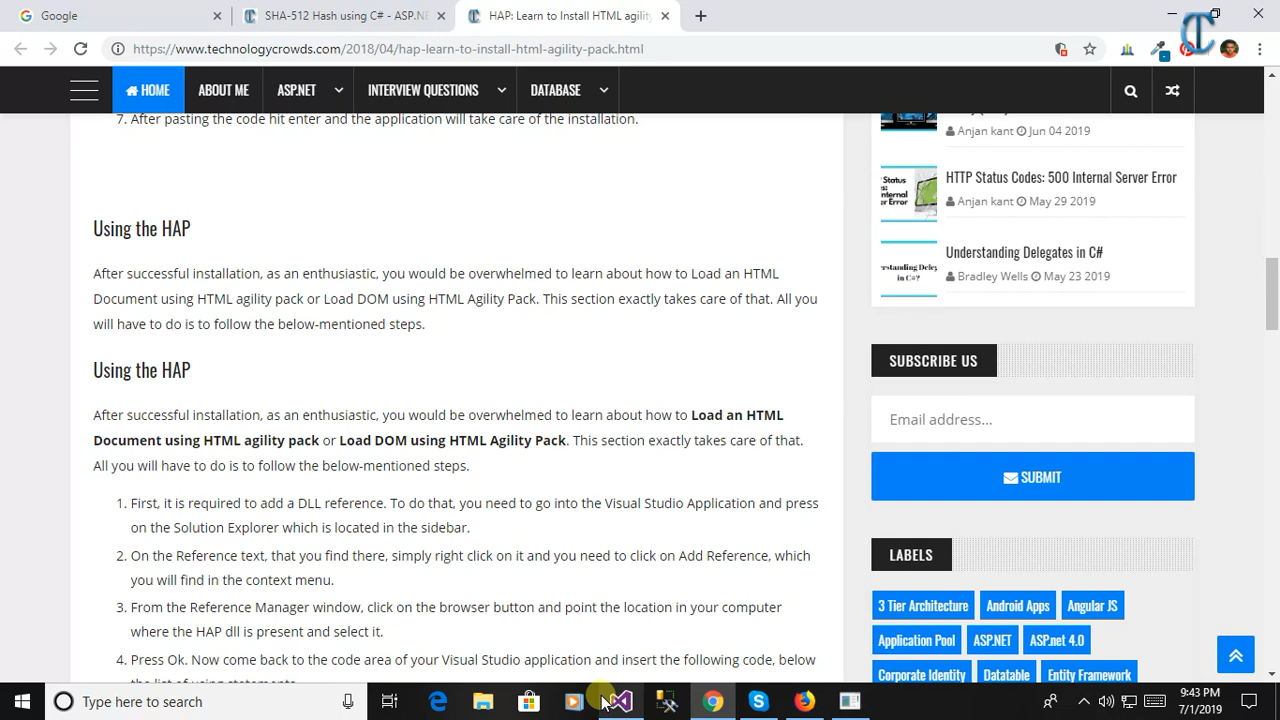 Google
SHA-512 Hash using C# - ASP.NE
HAP: Learn to Install HTML agility
https://www.technologycrowds.com/2018/04/hap-learn-to-install-html-agility-pack.html
HOME
ABOUT ME
ASP.NET
INTERVIEW QUESTIONS
DATABASE
7. After pasting the code hit enter and the application will take care of the installation.
Using the HAP
After successful installation, as an enthusiastic, you would be overwhelmed to learn about how to Load an HTML
Document using HTML agility pack or Load DOM using HTML Agility Pack. This section exactly takes care of that. All you
will have to do is to follow the below-mentioned steps.
Using the HAP
After successful installation, as an enthusiastic, you would be overwhelmed to learn about how to Load an HTML
Document using HTML agility pack or Load DOM using HTML Agility Pack. This section exactly takes care of that.
All you will have to do is to follow the below-mentioned steps.
1. First, it is required to add a DLL reference. To do that, you need to go into the Visual Studio Application and press
on the Solution Explorer which is located in the sidebar.
2. On the Reference text, that you find there, simply right click on it and you need to click on Add Reference, which
you will find in the context menu.
3. From the Reference Manager window, click on the browser button and point the location in your computer
where the HAP dll is present and select it.
4. Press Ok. Now come back to the code area of your Visual Studio application and insert the following code, below
the list of using statements.
Anjan kant Jun 04 2019
HTTP Status Codes: 500 Internal Server Error
Anjan kant May 29 2019
Understanding Delegates in C#
Bradley Wells May 23 2019
SUBSCRIBE US
Email address...
SUBMIT
LABELS
3 Tier Architecture
Android Apps
Angular JS
Application Pool
ASP.NET
ASP.net 4.0
Corporate Identity
Datatable
Entity Framework
Type here to search
9:43 PM
7/1/2019